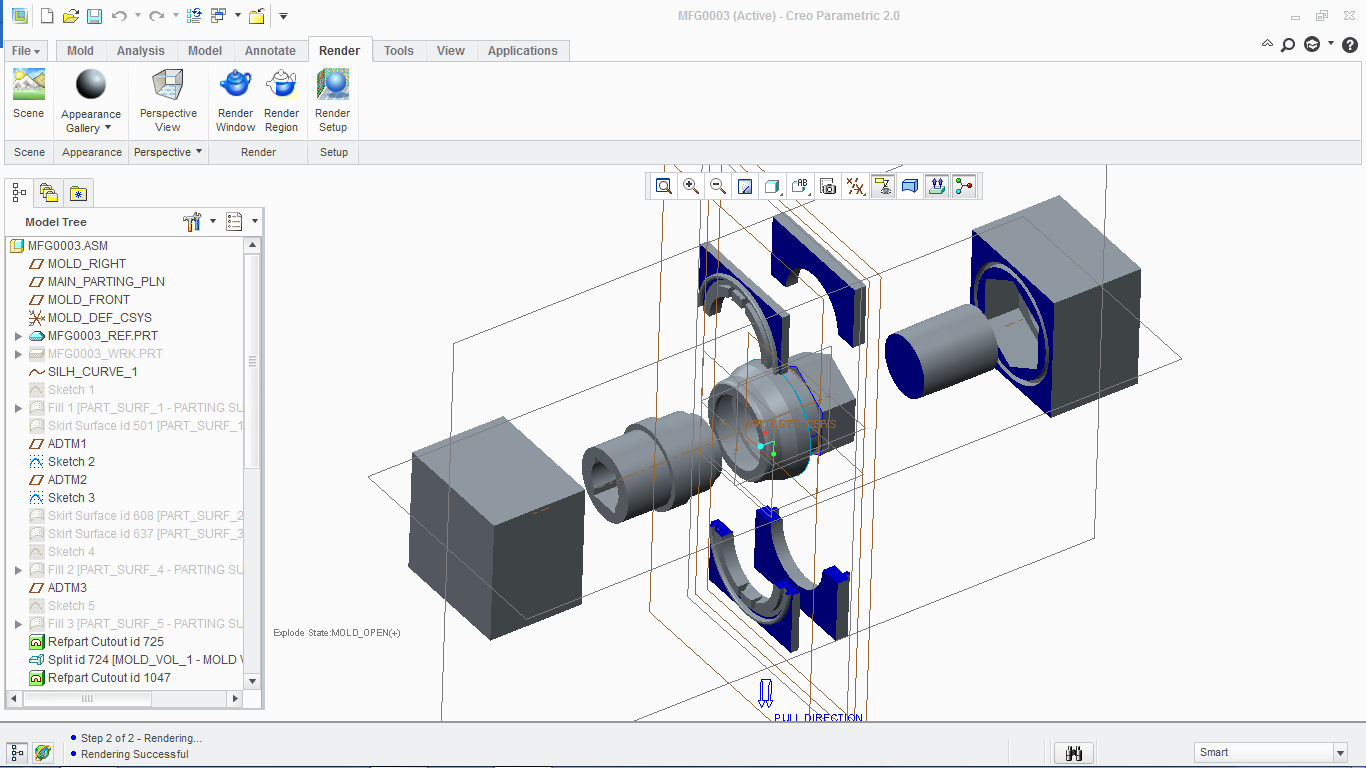 MFG0003 (Active) - Creo Parametric 2.0
File Mold Analysis Model Annotate Render Tools View Applications
Scene
Appearance Gallery
Perspective View
Render Window
Render Region
Render Setup
Scene Appearance Perspective Render Setup
Model Tree
MFG0003.ASM
MOLD_RIGHT
MAIN_PARTING_PLN
MOLD_FRONT
MOLD_DEF_CSYS
MFG0003_REF.PRT
MFG0003_WRK.PRT
SILH_CURVE_1
Sketch 1
Fill 1 [PART_SURF_1 - PARTING SU
Skirt Surface id 501 [PART_SURF_1
ADTM1
Sketch 2
ADTM2
Sketch 3
Skirt Surface id 608 [PART_SURF_2
Skirt Surface id 637 [PART_SURF_3
Sketch 4
Fill 2 [PART_SURF_4 - PARTING SU
ADTM3
Sketch 5
Fill 3 [PART_SURF_5 - PARTING SU
Refpart Cutout id 725
Split id 724 [MOLD_VOL_1 - MOLD V
Refpart Cutout id 1047
Explode State:MOLD_OPEN(+)
PULL DIRECTION
Step 2 of 2 - Rendering...
Rendering Successful
Smart